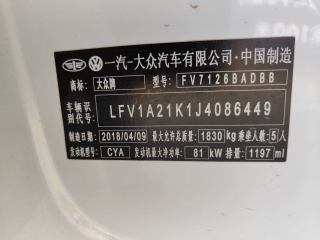 一汽-大众汽车有限公司·中国制造
商标: 大众牌 型号: FV7126BADBB
车辆识别代号: LFV1A21K1J4086449
制造日期: 2018/04/09 最大允许总质量: 1830 kg 乘坐人数: 5 人
发动机型号: CYA 发动机最大净功率: 81 kW 排量: 1197 ml